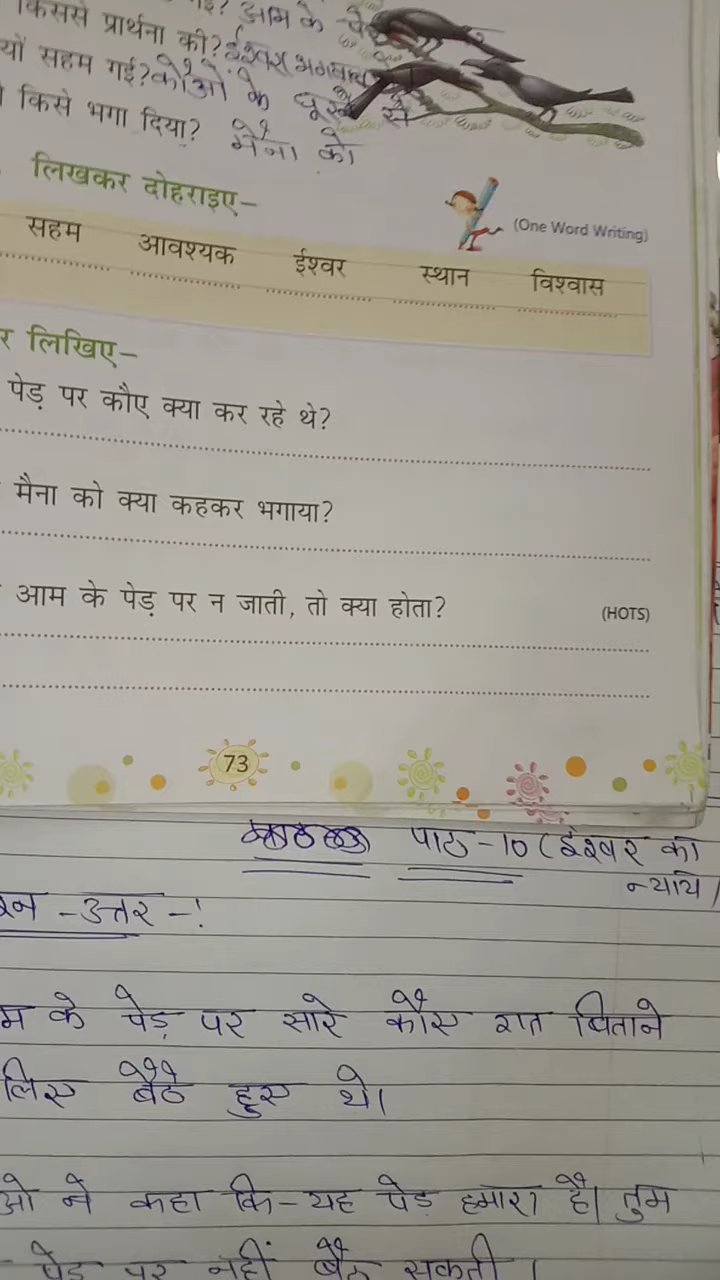 किससे प्रार्थना की? ईश्वर/भगवान
सहम गई? कौओं के
किसे भगा दिया? मैना को
लिखकर दोहराइए–
(One Word Writing)
सहम आवश्यक ईश्वर स्थान विश्वास
लिखिए–
पेड़ पर कौए क्या कर रहे थे?
मैना को क्या कहकर भगाया?
आम के पेड़ पर न जाती, तो क्या होता? (HOTS)
73
पाठ-10 (ईश्वर का
न्याय)
-उत्तर-:
के पेड़ पर सारे कौए रात बिताने
लिए बैठे हुए थे।
ने कहा कि-यह पेड़ हमारा है। तुम
पेड़ पर नहीं बैठ सकती।